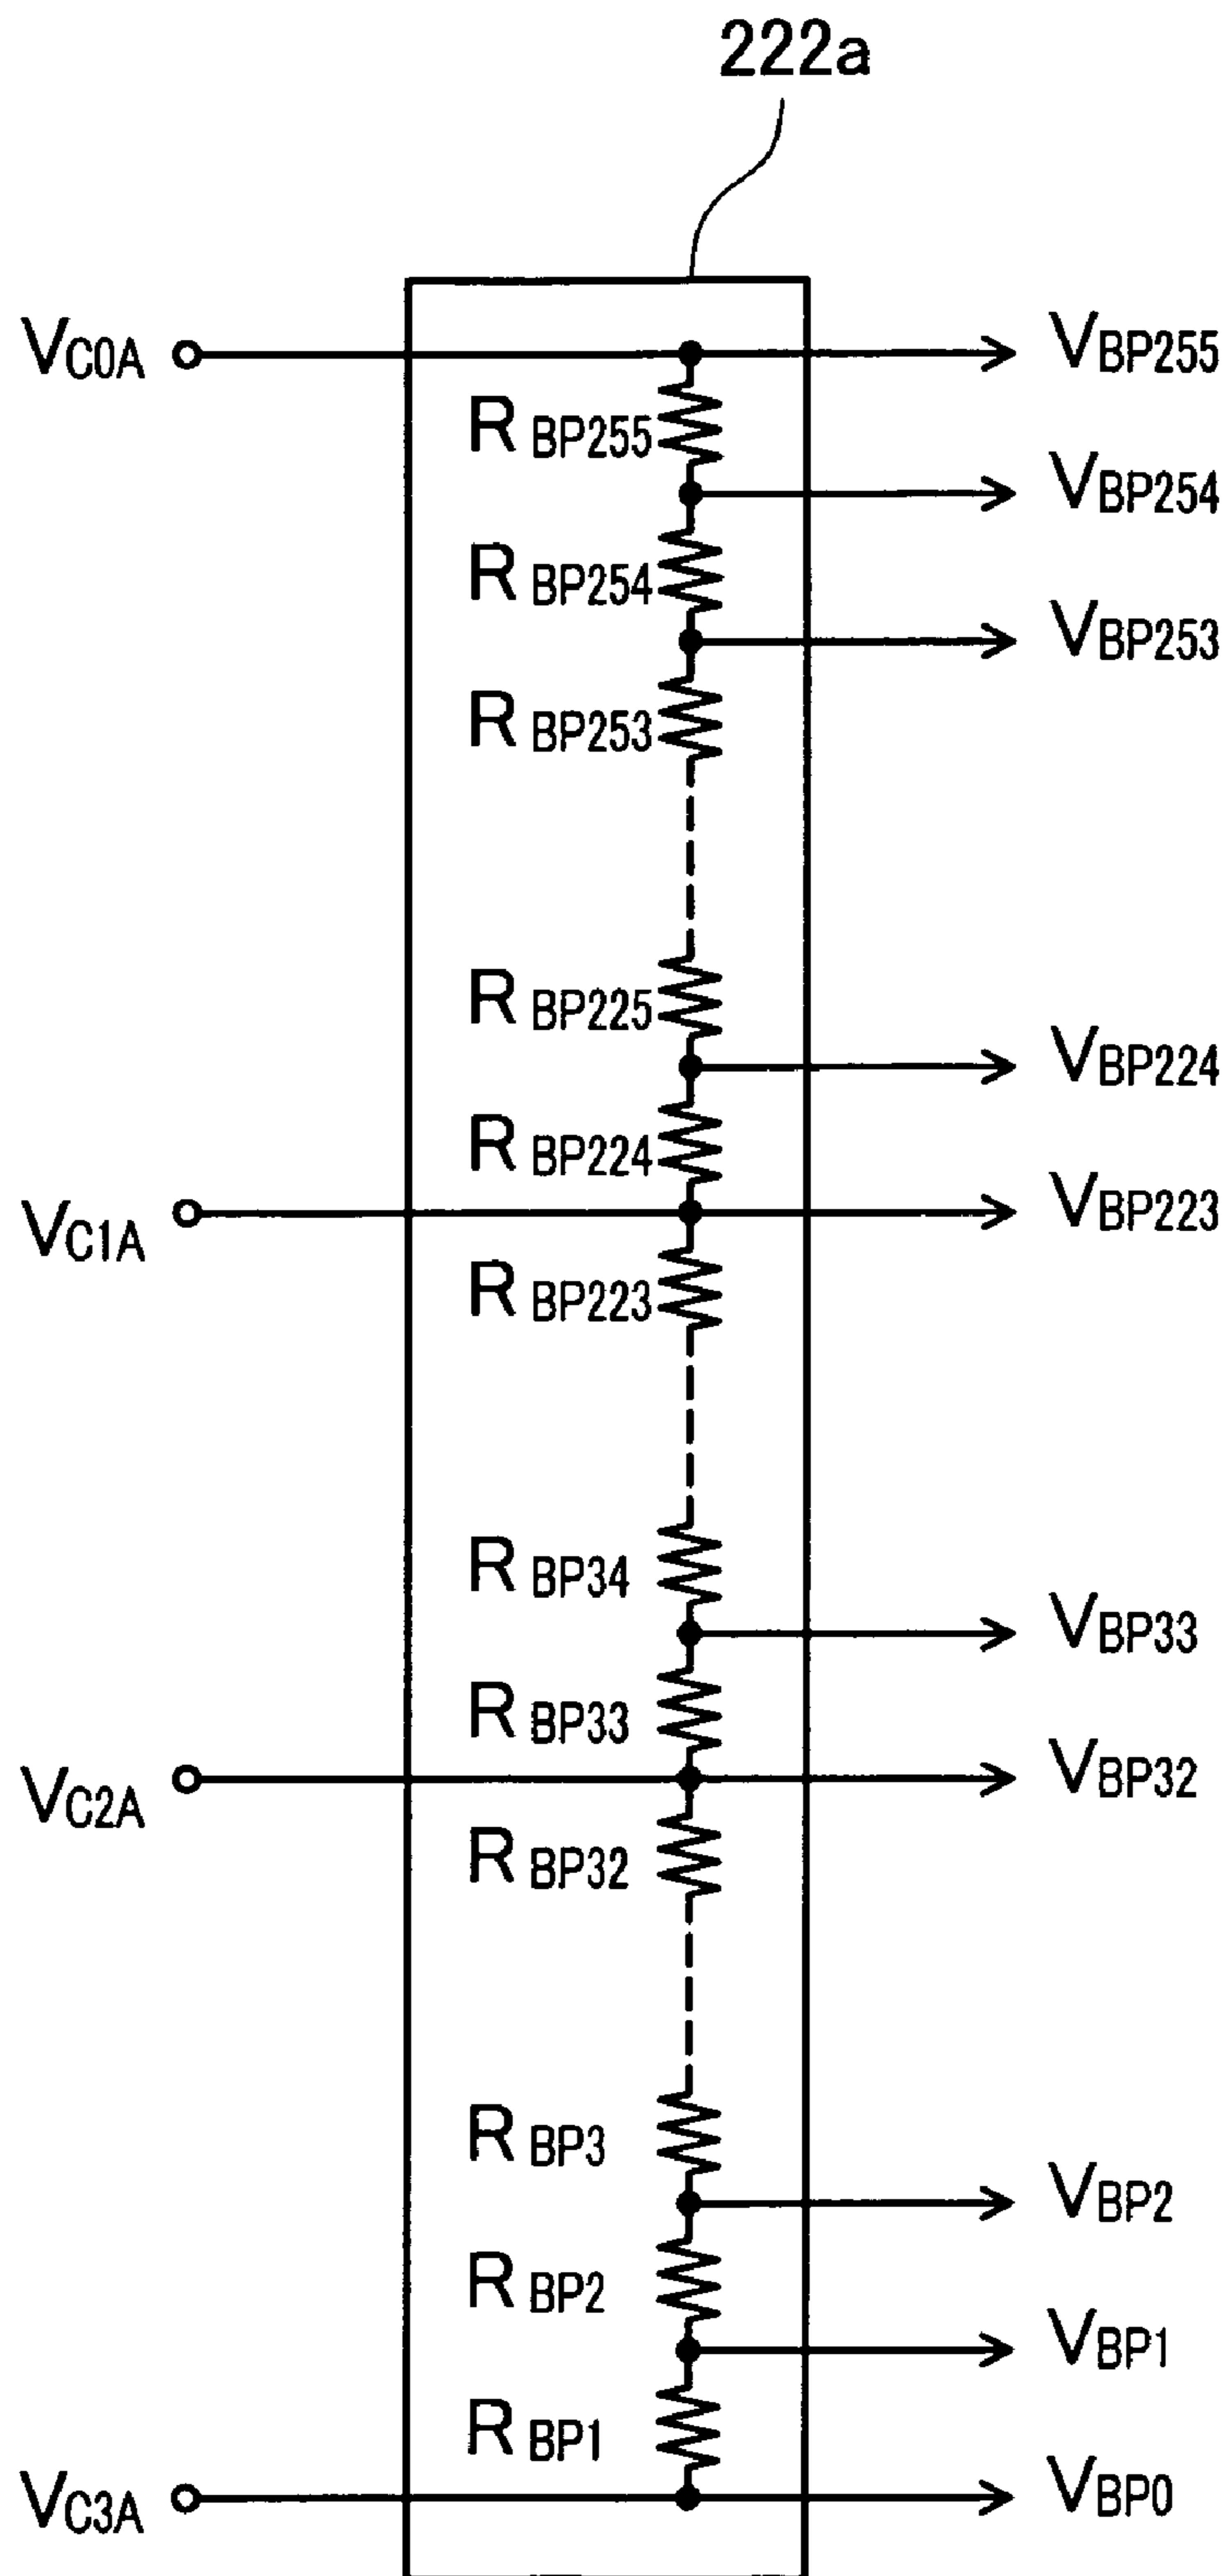 222a
VC0A
VBP255
RBP255
VBP254
RBP254
VBP253
RBP253
RBP225
VBP224
RBP224
VC1A
VBP223
RBP223
RBP34
VBP33
RBP33
VC2A
VBP32
RBP32
RBP3
VBP2
RBP2
VBP1
RBP1
VC3A
VBP0